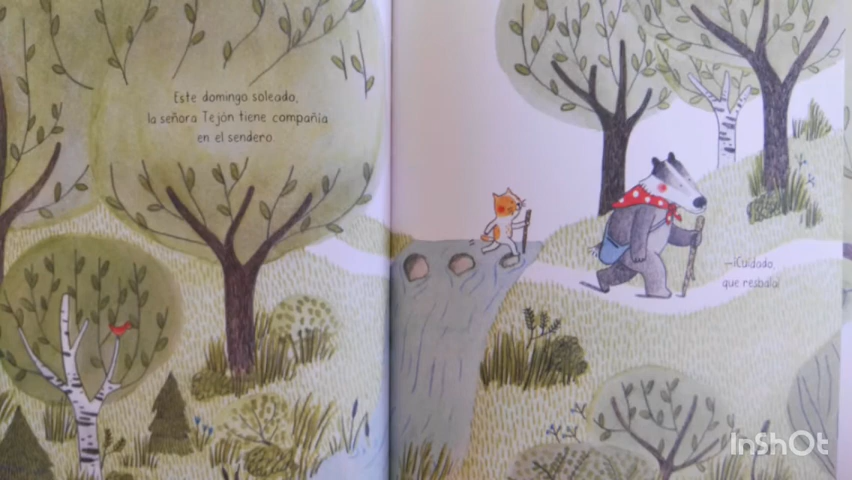 Este domingo soleado,
la señora Tejón tiene compañía
en el sendero.
—¡Cuidado,
que resbala!
InShOt